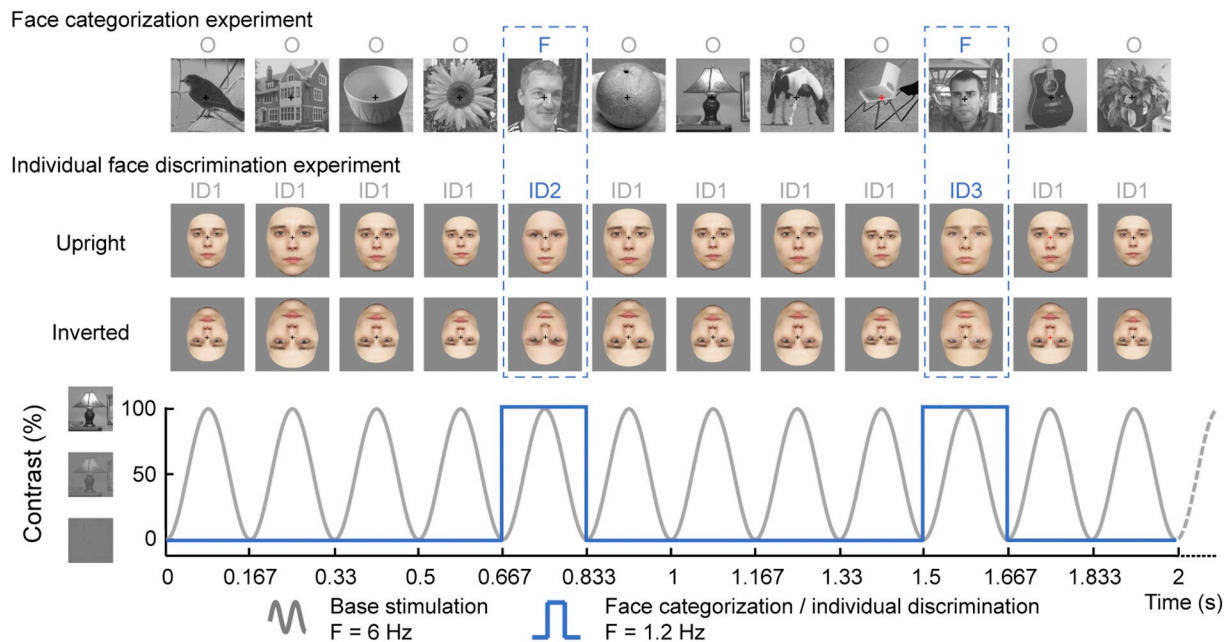 Face categorization experiment
O O O O F O O O O F O O
Individual face discrimination experiment
ID1 ID1 ID1 ID1 ID2 ID1 ID1 ID1 ID1 ID3 ID1 ID1
Upright
Inverted
Contrast (%)
100
50
0
0 0.167 0.33 0.5 0.667 0.833 1 1.167 1.33 1.5 1.667 1.833 2 Time (s)
Base stimulation
F = 6 Hz
Face categorization / individual discrimination
F = 1.2 Hz